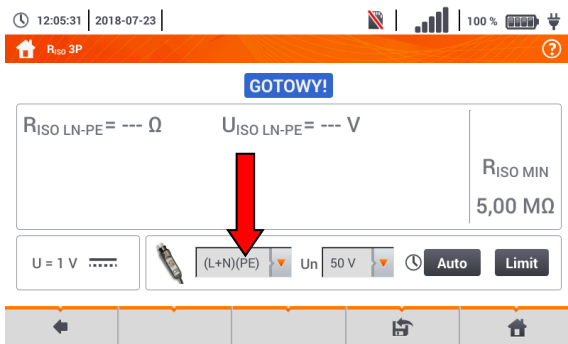 12:05:31 2018-07-23 100 %
RISO 3P ?
GOTOWY!
RISO LN-PE= --- Ω UISO LN-PE= --- V
RISO MIN
5,00 MΩ
U = 1 V (L+N)(PE) Un 50 V Auto Limit